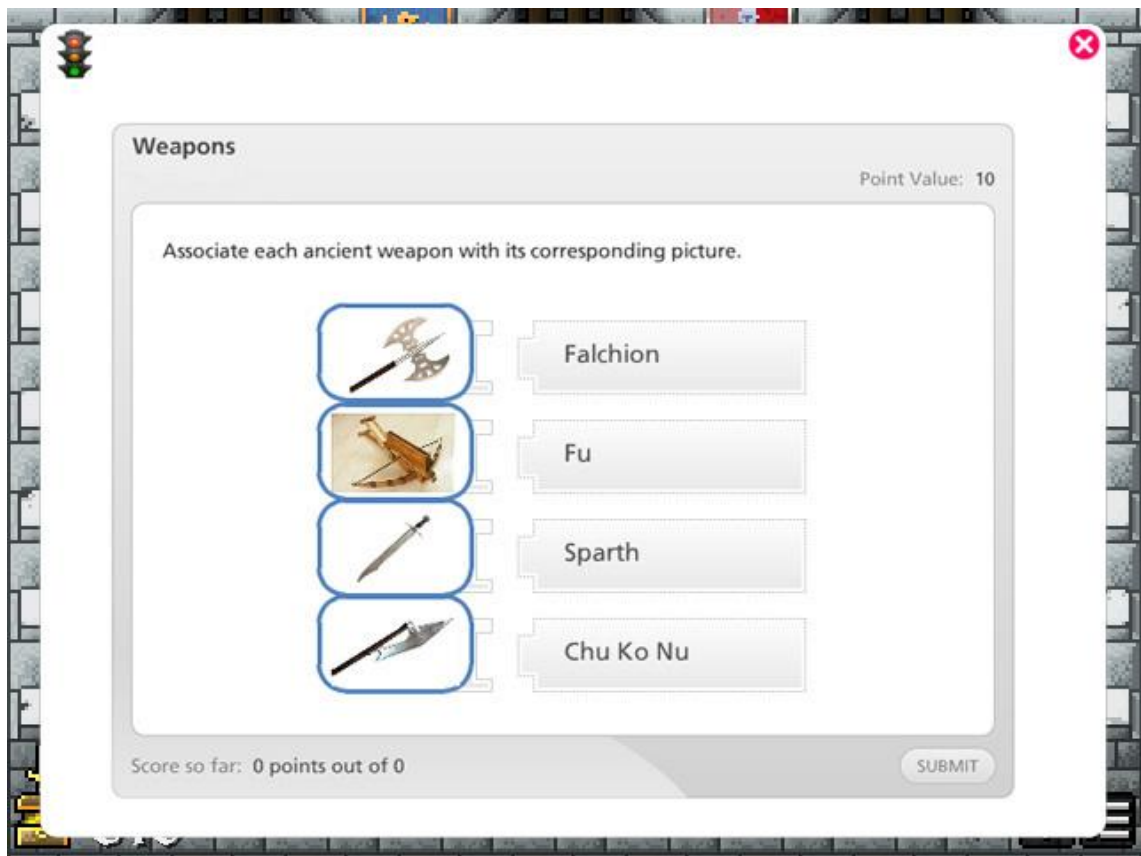 Weapons
Point Value: 10
Associate each ancient weapon with its corresponding picture.
Falchion
Fu
Sparth
Chu Ko Nu
Score so far: 0 points out of 0
SUBMIT